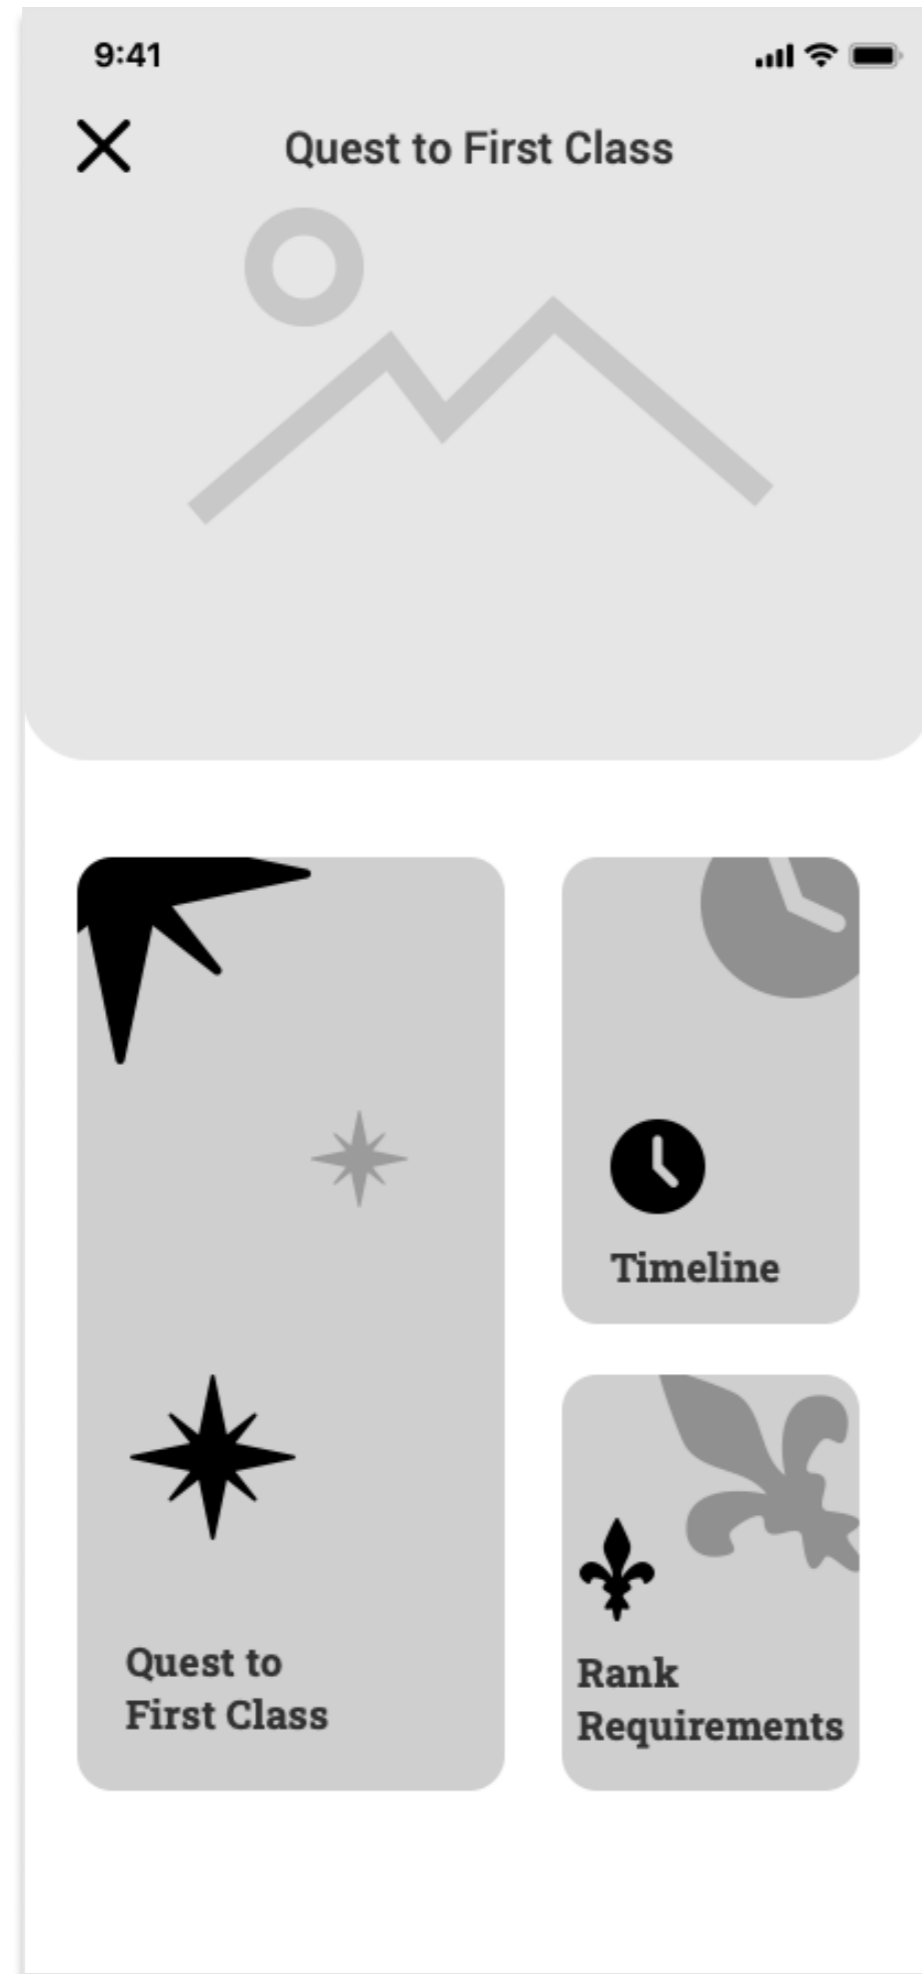 9:41
Quest to First Class
Timeline
Quest to
First Class
Rank
Requirements